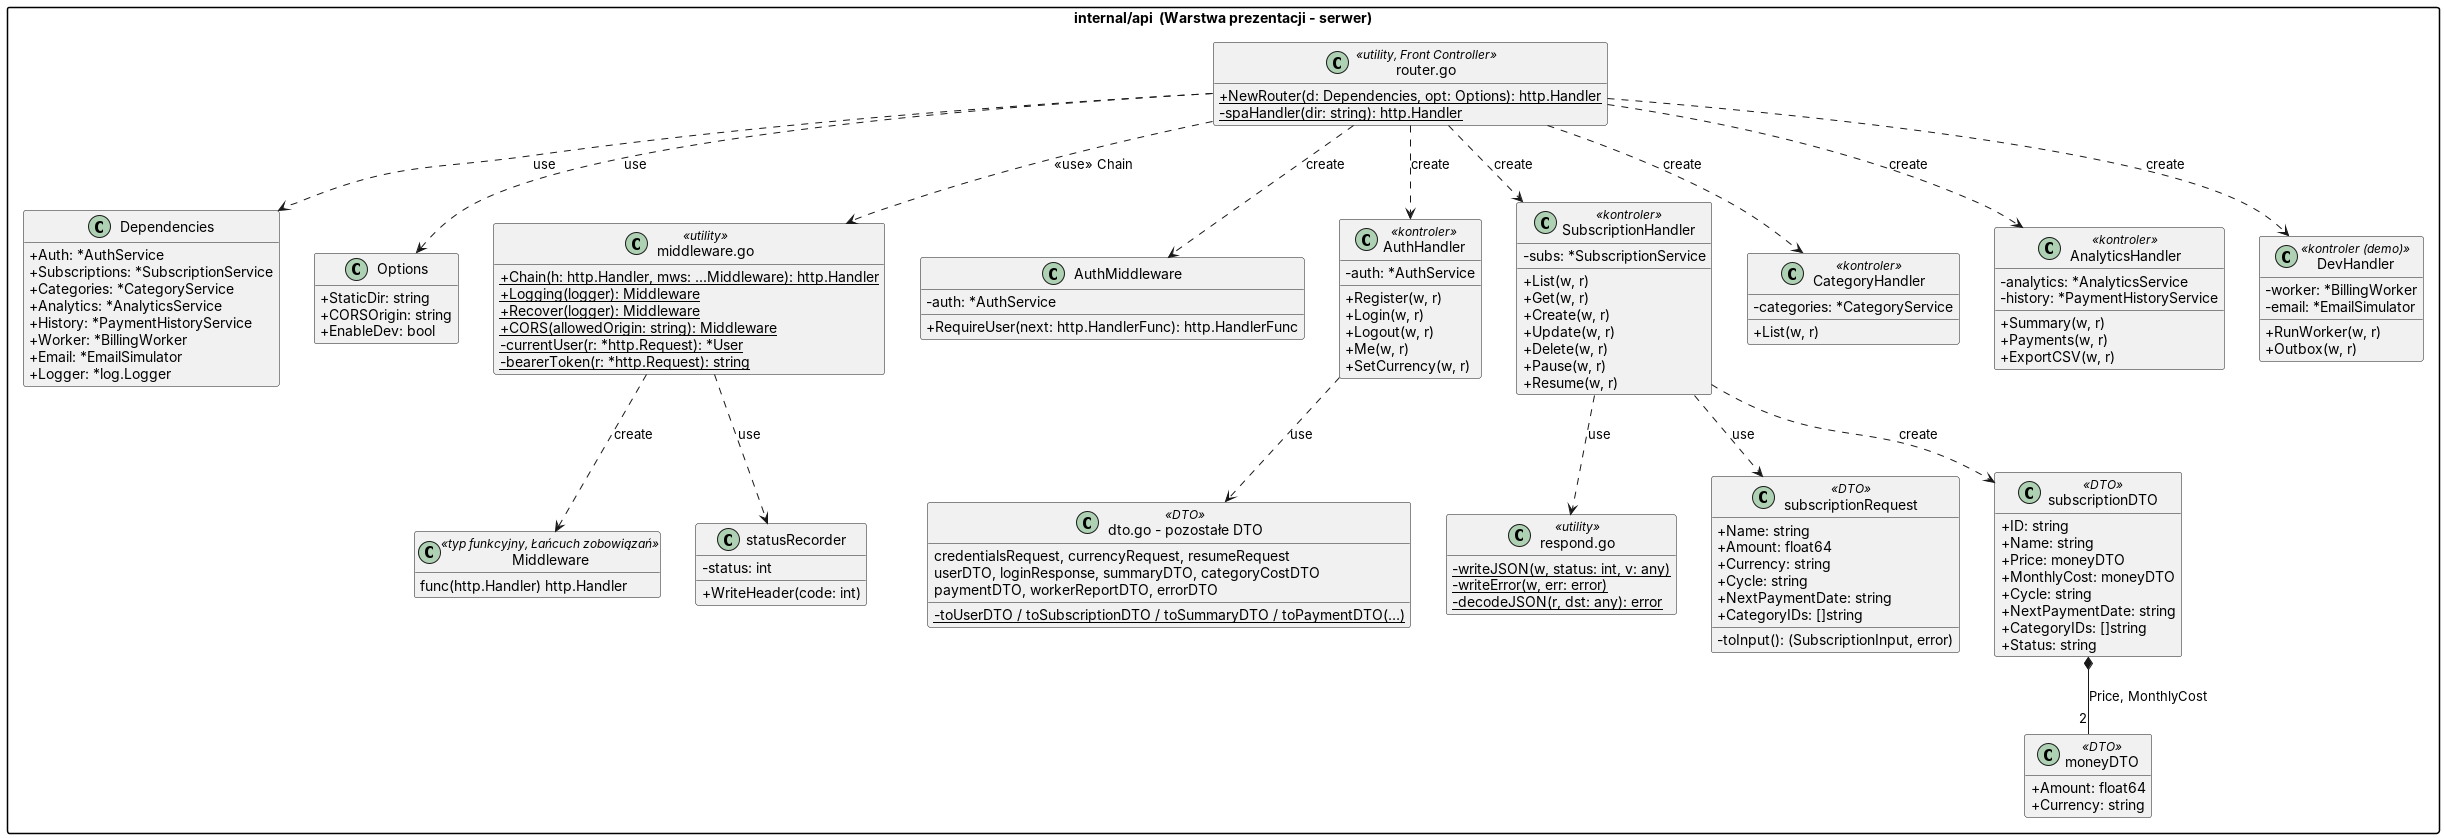 internal/api (Warstwa prezentacji - serwer)
«utility, Front Controller»
router.go
+NewRouter(d: Dependencies, opt: Options): http.Handler
-spaHandler(dir: string): http.Handler
use
use
«use» Chain
create
create
create
create
create
create
Dependencies
+Auth: *AuthService
+Subscriptions: *SubscriptionService
+Categories: *CategoryService
+Analytics: *AnalyticsService
+History: *PaymentHistoryService
+Worker: *BillingWorker
+Email: *EmailSimulator
+Logger: *log.Logger
Options
+StaticDir: string
+CORSOrigin: string
+EnableDev: bool
«utility»
middleware.go
+Chain(h: http.Handler, mws: ...Middleware): http.Handler
+Logging(logger): Middleware
+Recover(logger): Middleware
+CORS(allowedOrigin: string): Middleware
-currentUser(r: *http.Request): *User
-bearerToken(r: *http.Request): string
AuthMiddleware
-auth: *AuthService
+RequireUser(next: http.HandlerFunc): http.HandlerFunc
«kontroler»
AuthHandler
-auth: *AuthService
+Register(w, r)
+Login(w, r)
+Logout(w, r)
+Me(w, r)
+SetCurrency(w, r)
«kontroler»
SubscriptionHandler
-subs: *SubscriptionService
+List(w, r)
+Get(w, r)
+Create(w, r)
+Update(w, r)
+Delete(w, r)
+Pause(w, r)
+Resume(w, r)
«kontroler»
CategoryHandler
-categories: *CategoryService
+List(w, r)
«kontroler»
AnalyticsHandler
-analytics: *AnalyticsService
-history: *PaymentHistoryService
+Summary(w, r)
+Payments(w, r)
+ExportCSV(w, r)
«kontroler (demo)»
DevHandler
-worker: *BillingWorker
-email: *EmailSimulator
+RunWorker(w, r)
+Outbox(w, r)
create
use
use
use
use
create
«typ funkcyjny, Łańcuch zobowiązań»
Middleware
func(http.Handler) http.Handler
statusRecorder
-status: int
+WriteHeader(code: int)
«DTO»
dto.go - pozostałe DTO
credentialsRequest, currencyRequest, resumeRequest
userDTO, loginResponse, summaryDTO, categoryCostDTO
paymentDTO, workerReportDTO, errorDTO
-toUserDTO / toSubscriptionDTO / toSummaryDTO / toPaymentDTO(...)
«utility»
respond.go
-writeJSON(w, status: int, v: any)
-writeError(w, err: error)
-decodeJSON(r, dst: any): error
«DTO»
subscriptionRequest
+Name: string
+Amount: float64
+Currency: string
+Cycle: string
+NextPaymentDate: string
+CategoryIDs: []string
-toInput(): (SubscriptionInput, error)
«DTO»
subscriptionDTO
+ID: string
+Name: string
+Price: moneyDTO
+MonthlyCost: moneyDTO
+Cycle: string
+NextPaymentDate: string
+CategoryIDs: []string
+Status: string
Price, MonthlyCost
2
«DTO»
moneyDTO
+Amount: float64
+Currency: string